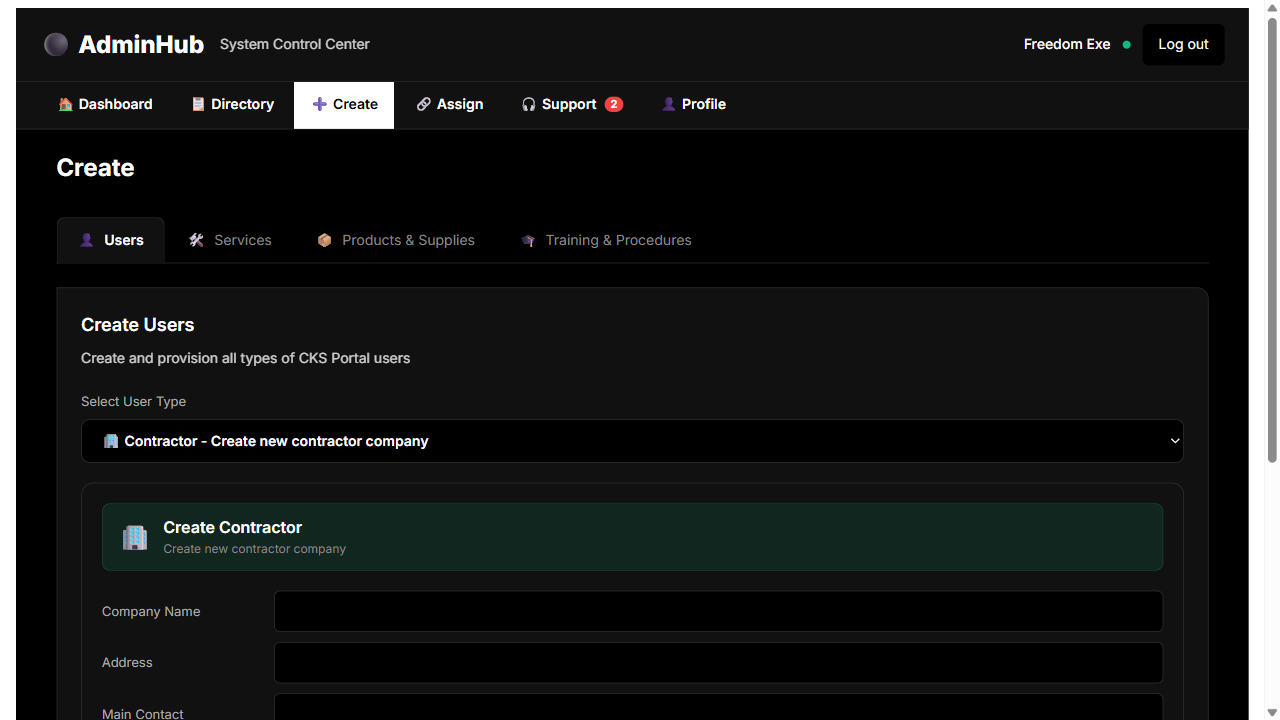 AdminHub System Control Center Freedom Exe Log out
Dashboard Directory Create Assign Support 2 Profile
Create
Users Services Products & Supplies Training & Procedures
Create Users
Create and provision all types of CKS Portal users
Select User Type
Contractor - Create new contractor company
Create Contractor
Create new contractor company
Company Name
Address
Main Contact